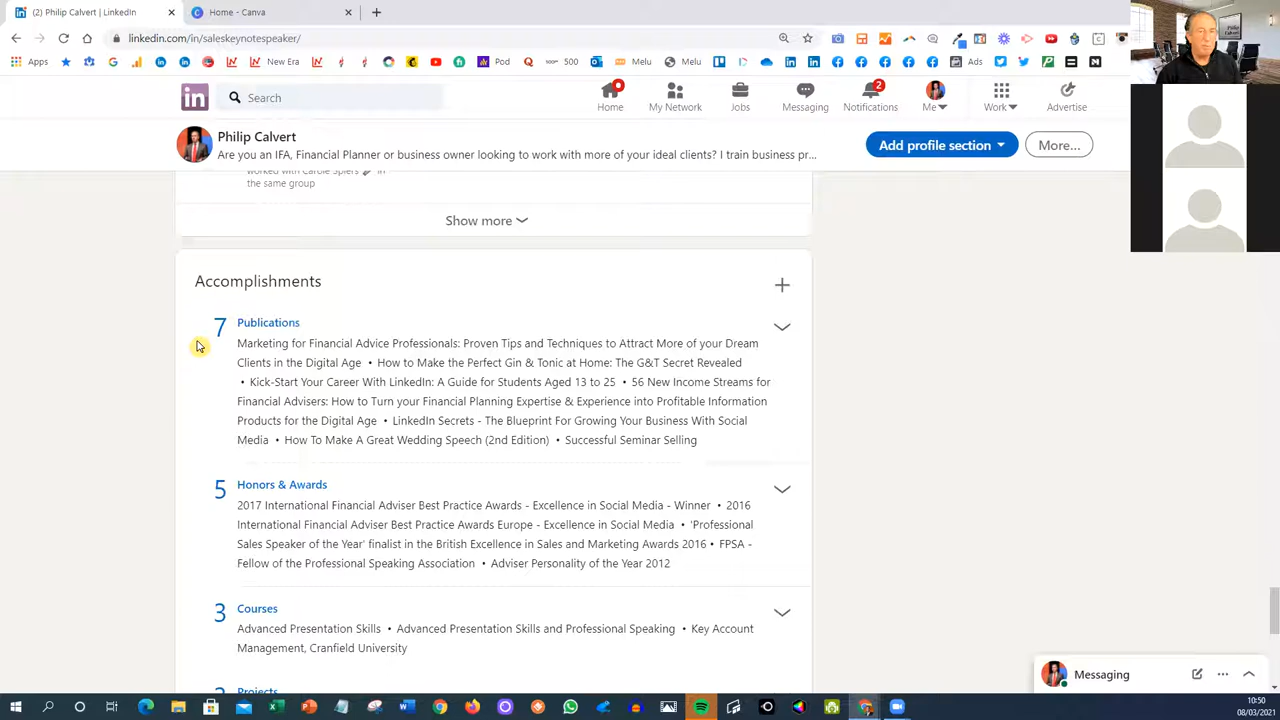 (2) Philip Calvert | LinkedIn
Home - Canva
linkedin.com/in/saleskeynotespeaker/
Apps
New Er
Pod
500
Melu
Melu
Ads
Search
Home
My Network
Jobs
Messaging
2
Notifications
Me
Work
Advertise
Philip Calvert
Are you an IFA, Financial Planner or business owner looking to work with more of your ideal clients? I train business pr...
Add profile section
More...
worked with Carole Spiers in
the same group
Show more
Accomplishments
7
Publications
Marketing for Financial Advice Professionals: Proven Tips and Techniques to Attract More of your Dream
Clients in the Digital Age • How to Make the Perfect Gin & Tonic at Home: The G&T Secret Revealed
• Kick-Start Your Career With LinkedIn: A Guide for Students Aged 13 to 25 • 56 New Income Streams for
Financial Advisers: How to Turn your Financial Planning Expertise & Experience into Profitable Information
Products for the Digital Age • LinkedIn Secrets - The Blueprint For Growing Your Business With Social
Media • How To Make A Great Wedding Speech (2nd Edition) • Successful Seminar Selling
5
Honors & Awards
2017 International Financial Adviser Best Practice Awards - Excellence in Social Media - Winner • 2016
International Financial Adviser Best Practice Awards Europe - Excellence in Social Media • 'Professional
Sales Speaker of the Year' finalist in the British Excellence in Sales and Marketing Awards 2016 • FPSA -
Fellow of the Professional Speaking Association • Adviser Personality of the Year 2012
3
Courses
Advanced Presentation Skills • Advanced Presentation Skills and Professional Speaking • Key Account
Management, Cranfield University
Projects
Messaging
10:50
08/03/2021